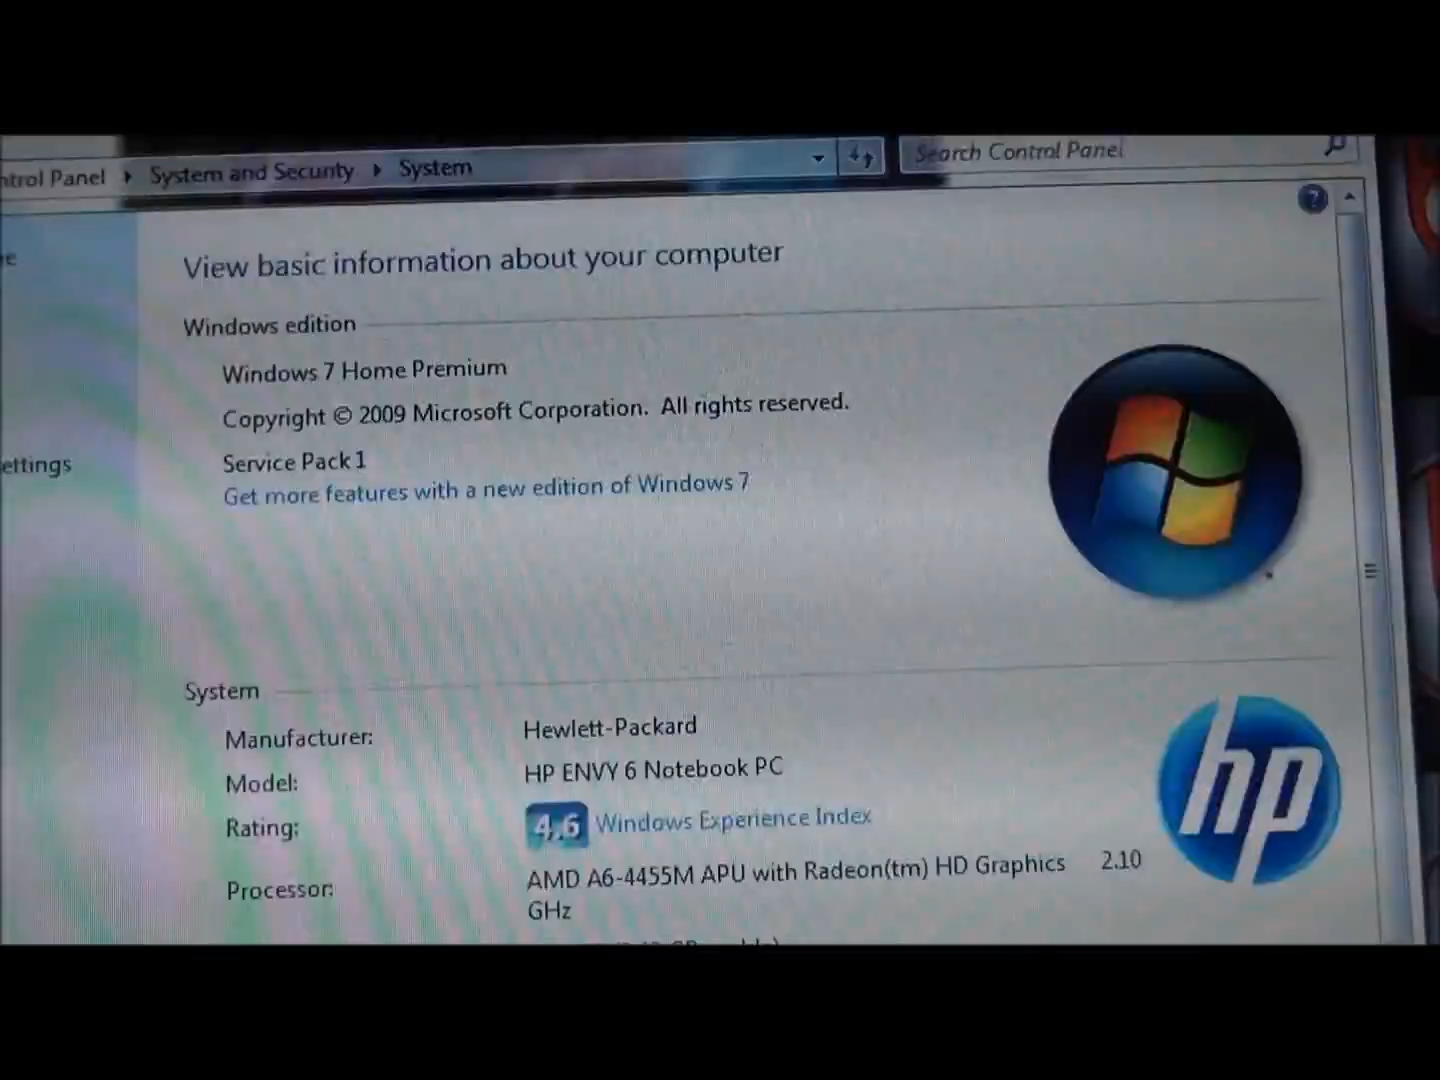 ntrol Panel ▸ System and Security ▸ System
Search Control Panel
?
e
View basic information about your computer
Windows edition
Windows 7 Home Premium
Copyright © 2009 Microsoft Corporation. All rights reserved.
Service Pack 1
Get more features with a new edition of Windows 7
ettings
System
Manufacturer: Hewlett-Packard
Model: HP ENVY 6 Notebook PC
Rating: 4,6 Windows Experience Index
Processor: AMD A6-4455M APU with Radeon(tm) HD Graphics 2.10
GHz
hp